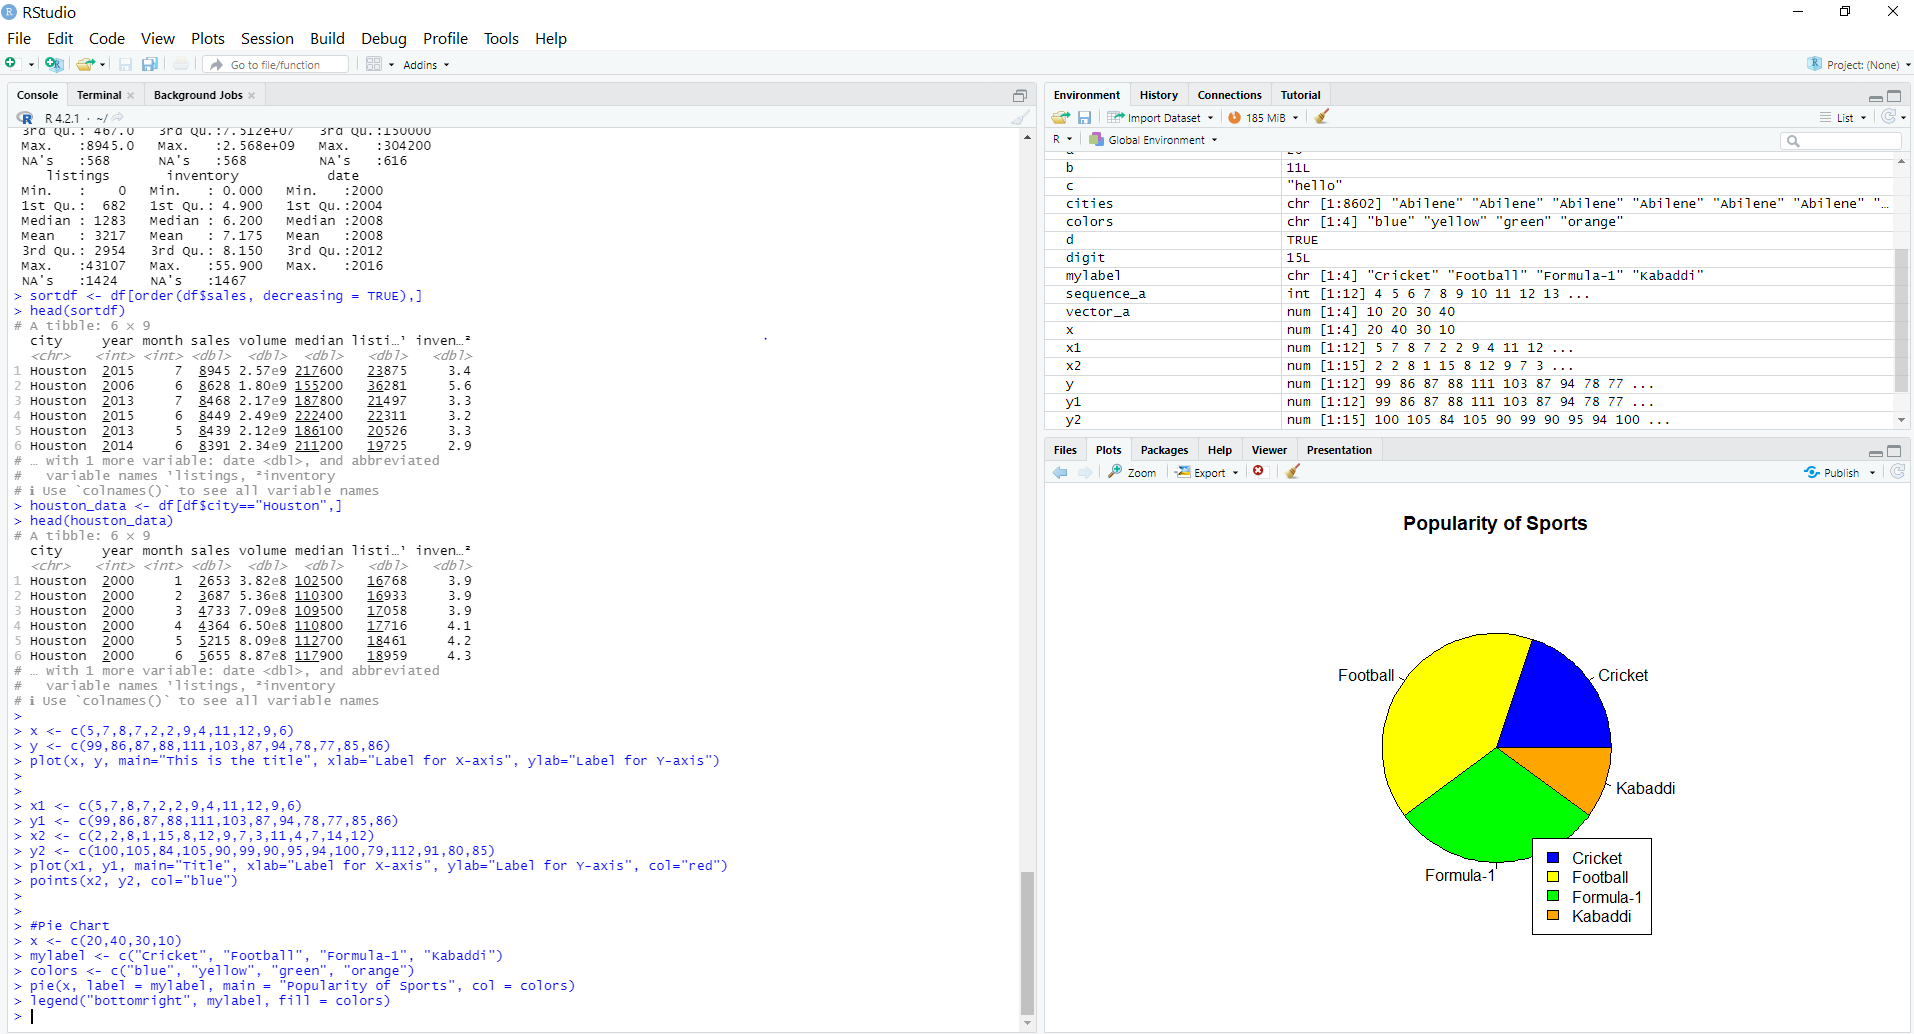 RStudio
File Edit Code View Plots Session Build Debug Profile Tools Help
Go to file/function Addins Project: (None)
Console Terminal Background Jobs
R 4.2.1 · ~/
3rd Qu.: 467.0 3rd Qu.:7.512e+07 3rd Qu.:150000
Max. :8945.0 Max. :2.568e+09 Max. :304200
NA's :568 NA's :568 NA's :616
listings inventory date
Min. : 0 Min. : 0.000 Min. :2000
1st Qu.: 682 1st Qu.: 4.900 1st Qu.:2004
Median : 1283 Median : 6.200 Median :2008
Mean : 3217 Mean : 7.175 Mean :2008
3rd Qu.: 2954 3rd Qu.: 8.150 3rd Qu.:2012
Max. :43107 Max. :55.900 Max. :2016
NA's :1424 NA's :1467
> sortdf <- df[order(df$sales, decreasing = TRUE),]
> head(sortdf)
# A tibble: 6 × 9
city year month sales volume median listi…¹ inven…²
<chr> <int> <int> <dbl> <dbl> <dbl> <dbl> <dbl>
1 Houston 2015 7 8945 2.57e9 217600 23875 3.4
2 Houston 2006 6 8628 1.80e9 155200 36281 5.6
3 Houston 2013 7 8468 2.17e9 187800 21497 3.3
4 Houston 2015 6 8449 2.49e9 222400 22311 3.2
5 Houston 2013 5 8439 2.12e9 186100 20526 3.3
6 Houston 2014 6 8391 2.34e9 211200 19725 2.9
# … with 1 more variable: date <dbl>, and abbreviated
# variable names ¹listings, ²inventory
# ℹ Use `colnames()` to see all variable names
> houston_data <- df[df$city=="Houston",]
> head(houston_data)
# A tibble: 6 × 9
city year month sales volume median listi…¹ inven…²
<chr> <int> <int> <dbl> <dbl> <dbl> <dbl> <dbl>
1 Houston 2000 1 2653 3.82e8 102500 16768 3.9
2 Houston 2000 2 3687 5.36e8 110300 16933 3.9
3 Houston 2000 3 4733 7.09e8 109500 17058 3.9
4 Houston 2000 4 4364 6.50e8 110800 17716 4.1
5 Houston 2000 5 5215 8.09e8 112700 18461 4.2
6 Houston 2000 6 5655 8.87e8 117900 18959 4.3
# … with 1 more variable: date <dbl>, and abbreviated
# variable names ¹listings, ²inventory
# ℹ Use `colnames()` to see all variable names
>
> x <- c(5,7,8,7,2,2,9,4,11,12,9,6)
> y <- c(99,86,87,88,111,103,87,94,78,77,85,86)
> plot(x, y, main="This is the title", xlab="Label for X-axis", ylab="Label for Y-axis")
>
>
> x1 <- c(5,7,8,7,2,2,9,4,11,12,9,6)
> y1 <- c(99,86,87,88,111,103,87,94,78,77,85,86)
> x2 <- c(2,2,8,1,15,8,12,9,7,3,11,4,7,14,12)
> y2 <- c(100,105,84,105,90,99,90,95,94,100,79,112,91,80,85)
> plot(x1, y1, main="Title", xlab="Label for X-axis", ylab="Label for Y-axis", col="red")
> points(x2, y2, col="blue")
>
>
> #Pie Chart
> x <- c(20,40,30,10)
> mylabel <- c("Cricket", "Football", "Formula-1", "Kabaddi")
> colors <- c("blue", "yellow", "green", "orange")
> pie(x, label = mylabel, main = "Popularity of Sports", col = colors)
> legend("bottomright", mylabel, fill = colors)
>
Environment History Connections Tutorial
Import Dataset 185 MiB List
R Global Environment
b 11L
c "hello"
cities chr [1:8602] "Abilene" "Abilene" "Abilene" "Abilene" "Abilene" "Abilene" "…
colors chr [1:4] "blue" "yellow" "green" "orange"
d TRUE
digit 15L
mylabel chr [1:4] "Cricket" "Football" "Formula-1" "Kabaddi"
sequence_a int [1:12] 4 5 6 7 8 9 10 11 12 13 ...
vector_a num [1:4] 10 20 30 40
x num [1:4] 20 40 30 10
x1 num [1:12] 5 7 8 7 2 2 9 4 11 12 ...
x2 num [1:15] 2 2 8 1 15 8 12 9 7 3 ...
y num [1:12] 99 86 87 88 111 103 87 94 78 77 ...
y1 num [1:12] 99 86 87 88 111 103 87 94 78 77 ...
y2 num [1:15] 100 105 84 105 90 99 90 95 94 100 ...
Files Plots Packages Help Viewer Presentation
Zoom Export Publish
Popularity of Sports
Football Cricket
Kabaddi
Formula-1
Cricket
Football
Formula-1
Kabaddi